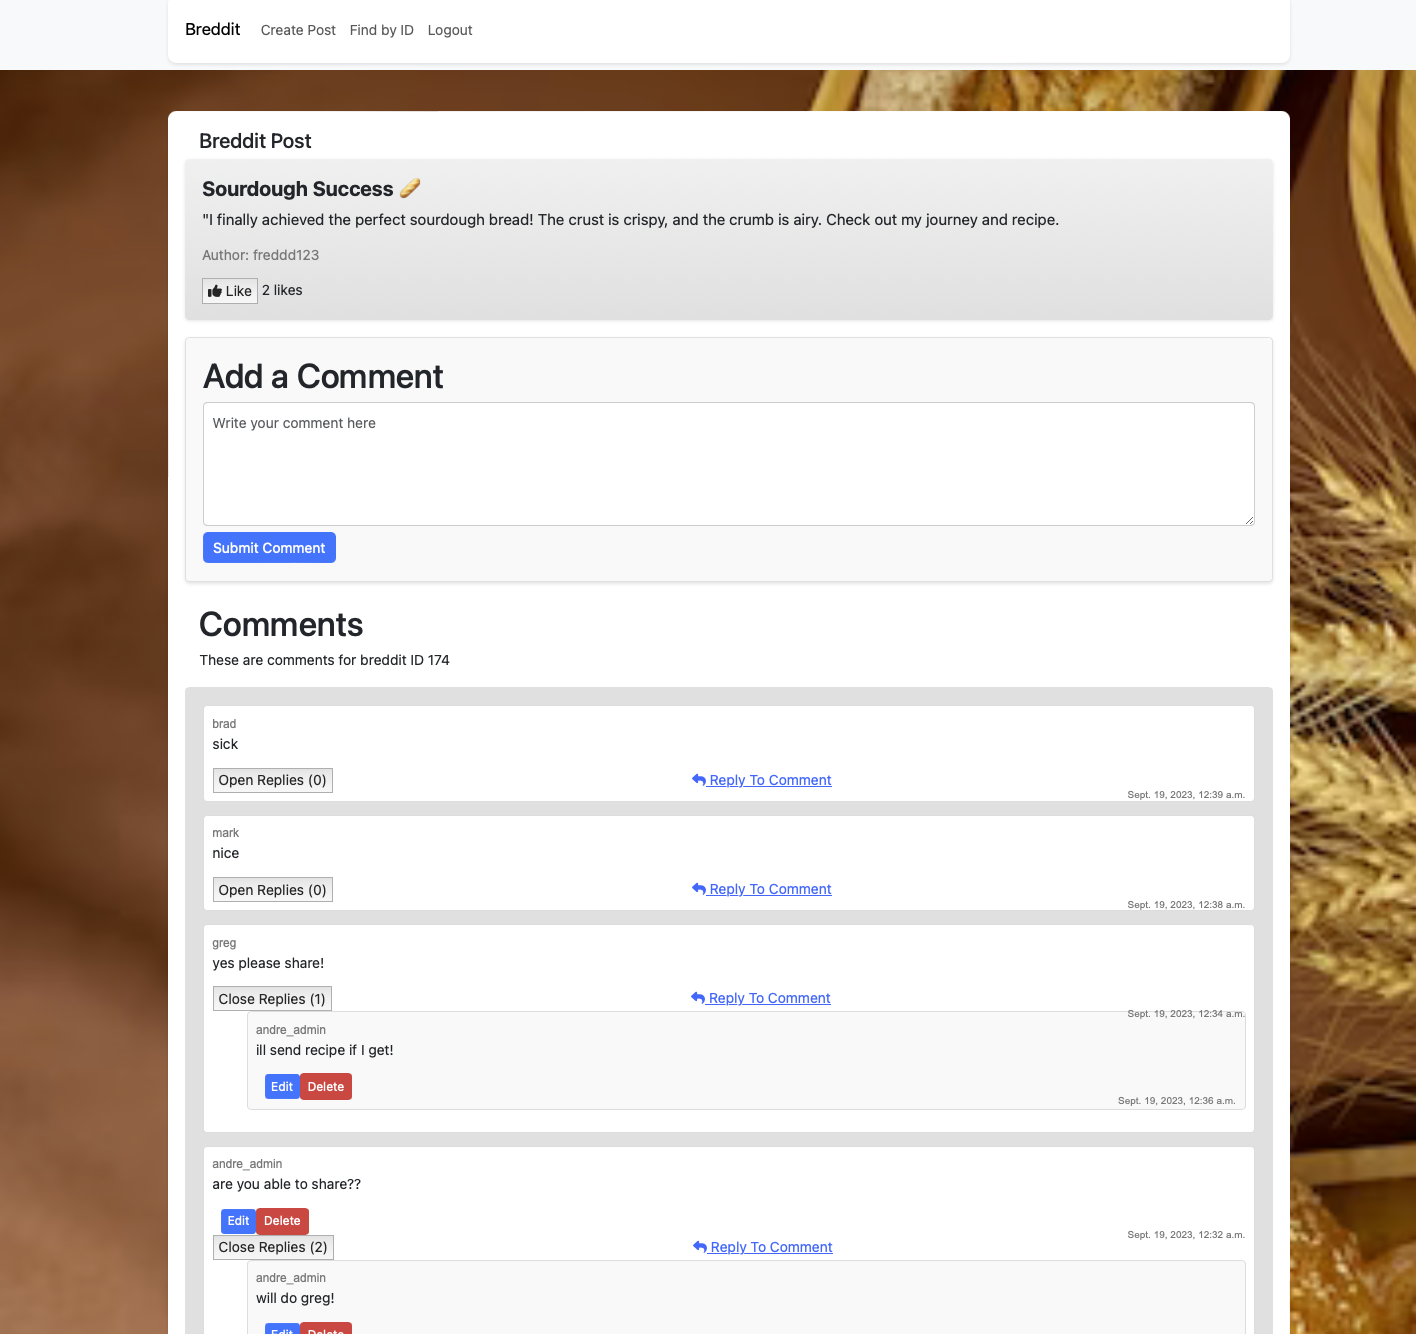 Breddit Create Post Find by ID Logout
Breddit Post
Sourdough Success 🥖
"I finally achieved the perfect sourdough bread! The crust is crispy, and the crumb is airy. Check out my journey and recipe.
Author: freddd123
Like 2 likes
Add a Comment
Write your comment here
Submit Comment
Comments
These are comments for breddit ID 174
brad
sick
Open Replies (0) Reply To Comment
Sept. 19, 2023, 12:39 a.m.
mark
nice
Open Replies (0) Reply To Comment
Sept. 19, 2023, 12:38 a.m.
greg
yes please share!
Close Replies (1) Reply To Comment
Sept. 19, 2023, 12:34 a.m.
andre_admin
ill send recipe if I get!
Edit Delete
Sept. 19, 2023, 12:36 a.m.
andre_admin
are you able to share??
Edit Delete
Sept. 19, 2023, 12:32 a.m.
Close Replies (2) Reply To Comment
andre_admin
will do greg!
Edit Delete